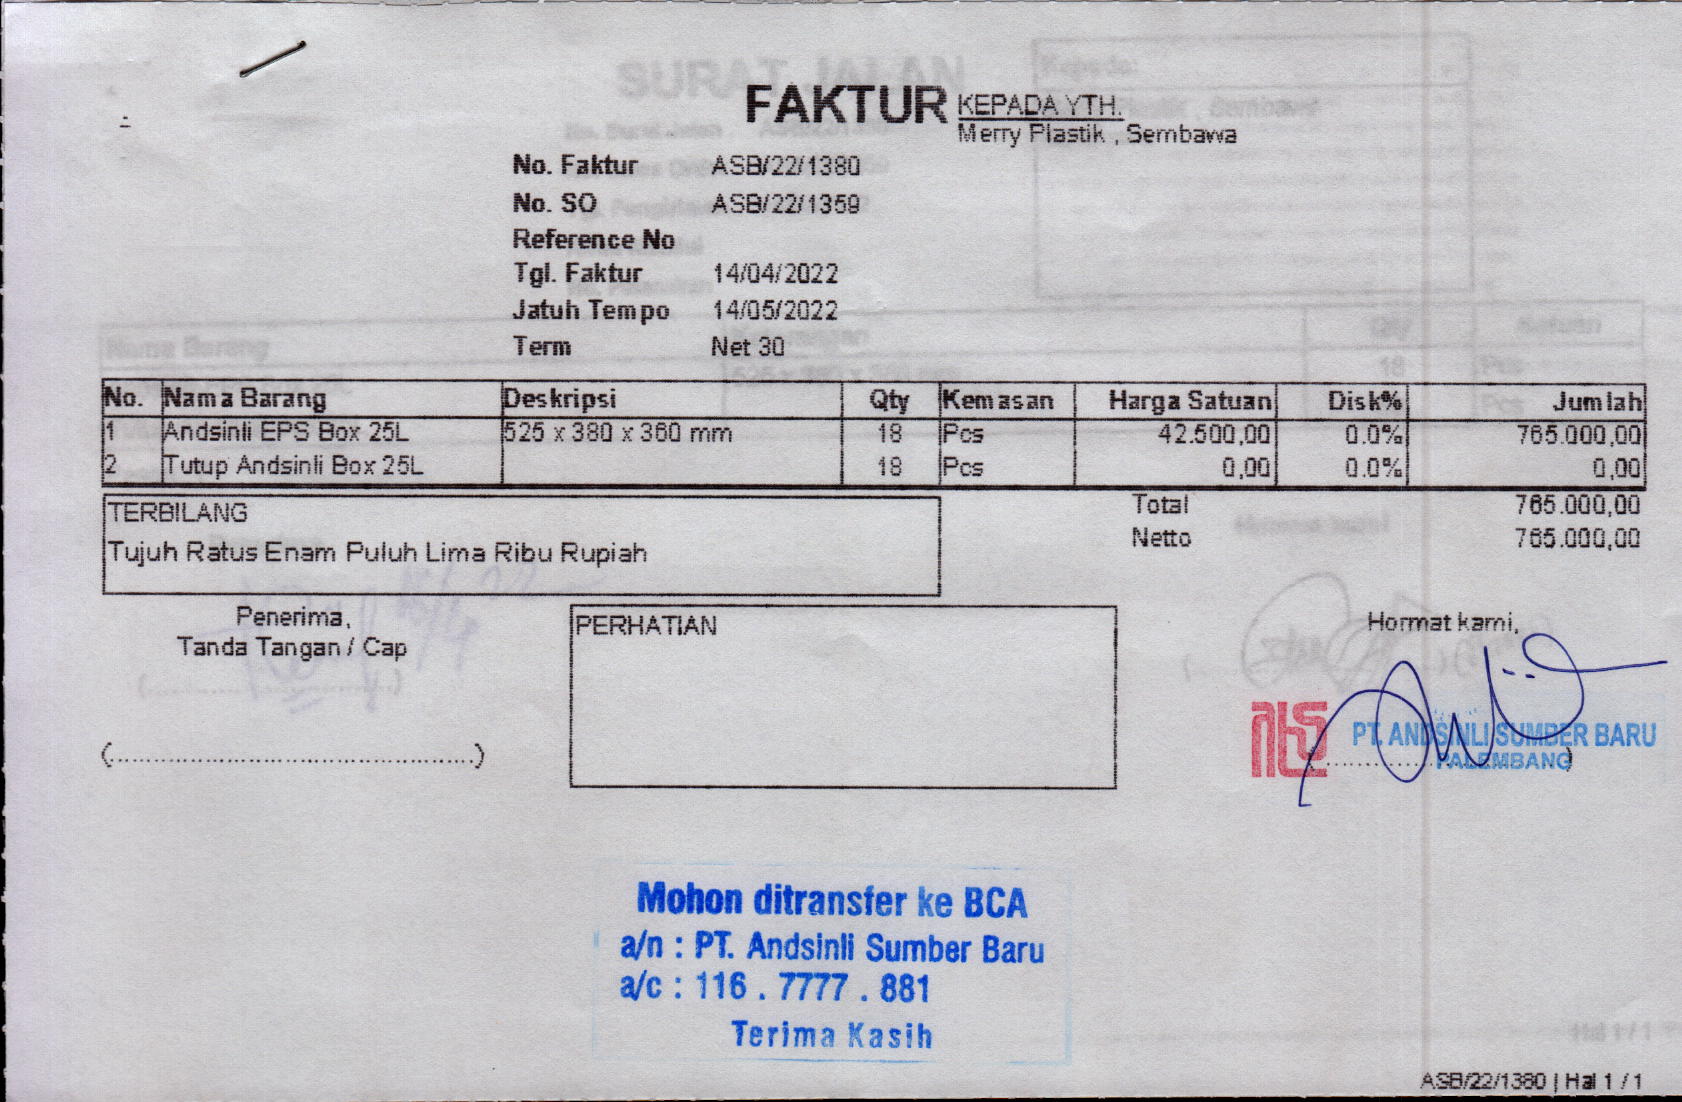 FAKTUR
KEPADA YTH.
Merry Plastik , Sembawa
No. Faktur ASB/22/1380
No. SO ASB/22/1359
Reference No
Tgl. Faktur 14/04/2022
Jatuh Tempo 14/05/2022
Term Net 30
No. Nama Barang Deskripsi Qty Kemasan Harga Satuan Disk% Jumlah
1 Andsinli EPS Box 25L 525 x 380 x 360 mm 18 Pcs 42.500,00 0.0% 765.000,00
2 Tutup Andsinli Box 25L 18 Pcs 0,00 0.0% 0,00
Total 765.000,00
Netto 765.000,00
TERBILANG
Tujuh Ratus Enam Puluh Lima Ribu Rupiah
Penerima,
Tanda Tangan / Cap
(...............................................)
PERHATIAN
Hormat kami,
PT. ANDSINLI SUMBER BARU
PALEMBANG
Mohon ditransfer ke BCA
a/n : PT. Andsinli Sumber Baru
a/c : 116 . 7777 . 881
Terima Kasih
ASB/22/1380 | Hal 1 / 1